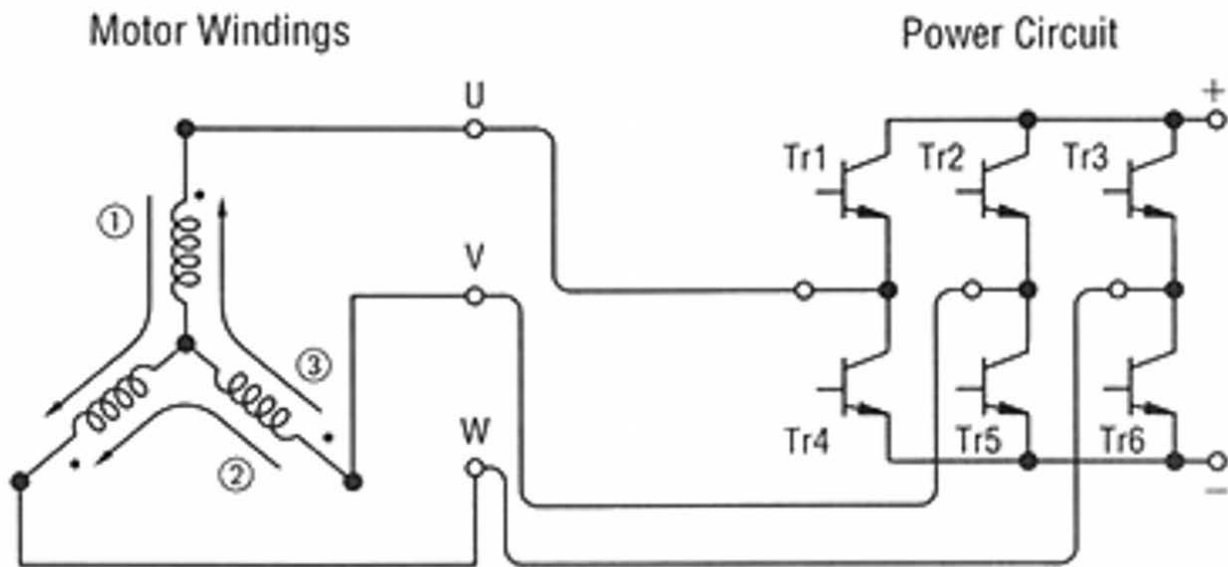 Motor Windings
Power Circuit
U
+
Tr1
Tr2
Tr3
①
V
③
W
Tr4
Tr5
Tr6
②
−